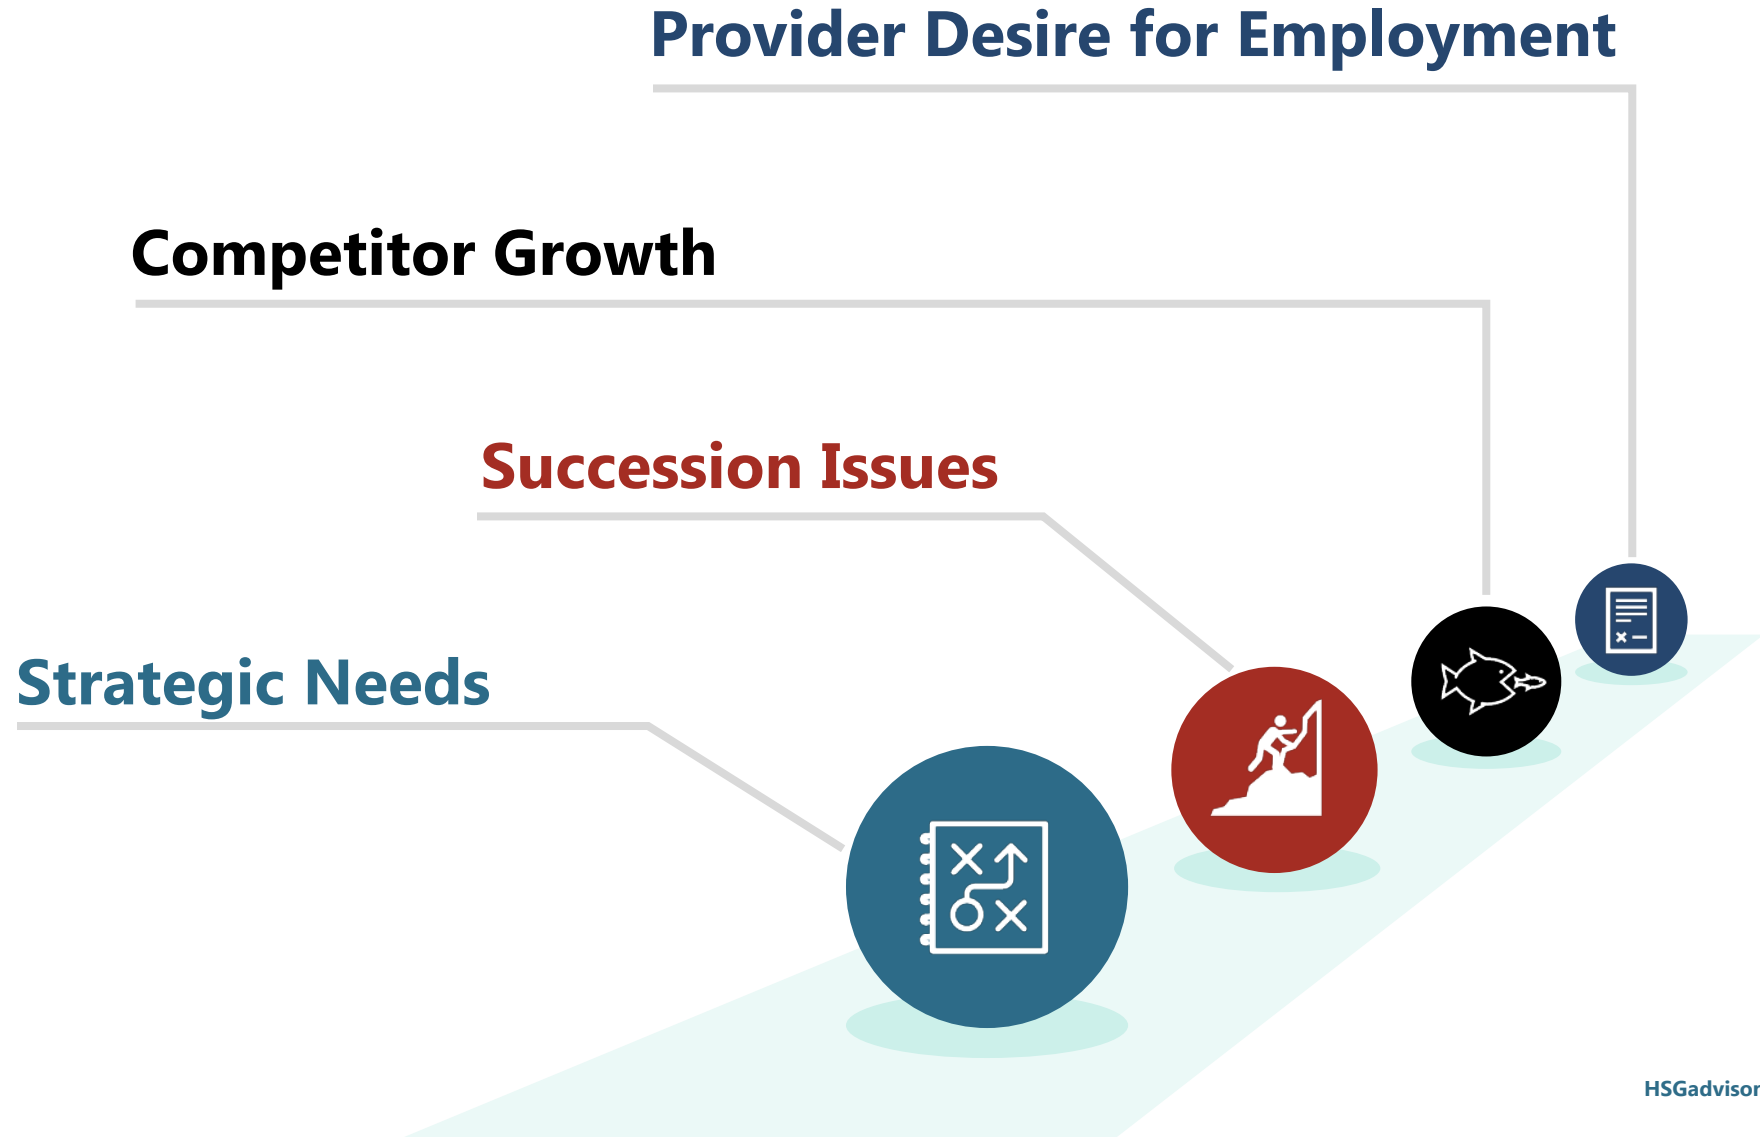 Provider Desire for Employment
Competitor Growth
Succession Issues
Strategic Needs
HSGadvisor